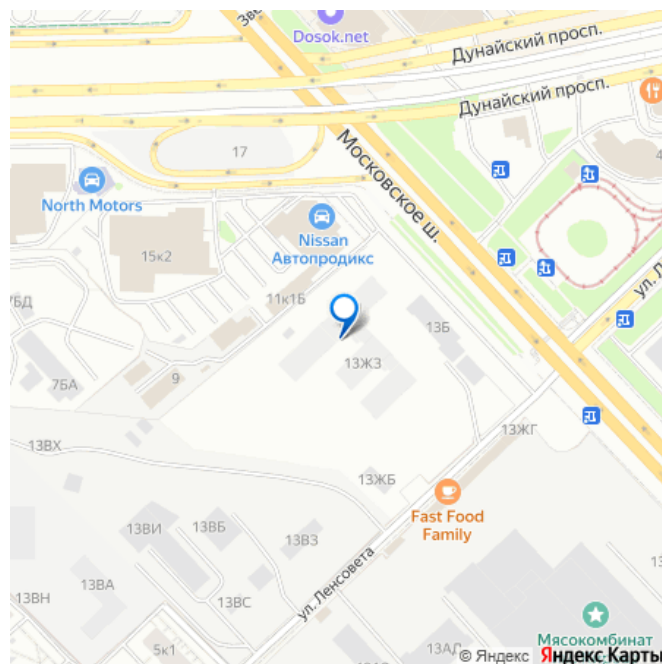 Зве
Dosok.net
Дунайский просп.
Дунайский просп.
17
Московское ш.
North Motors
Nissan
Автопродикс
15к2
11к1Б
7БД
13Б
ул. Л
7БА
9
13ЖЗ
13ВХ
13ЖГ
13ЖБ
Fast Food
Family
13ВИ
13ВБ
13ВЗ
13ВА
13ВН
13ВС
ул. Ленсовета
5к1
13АД
Мясокомбинат
© Яндекс Яндекс Карты